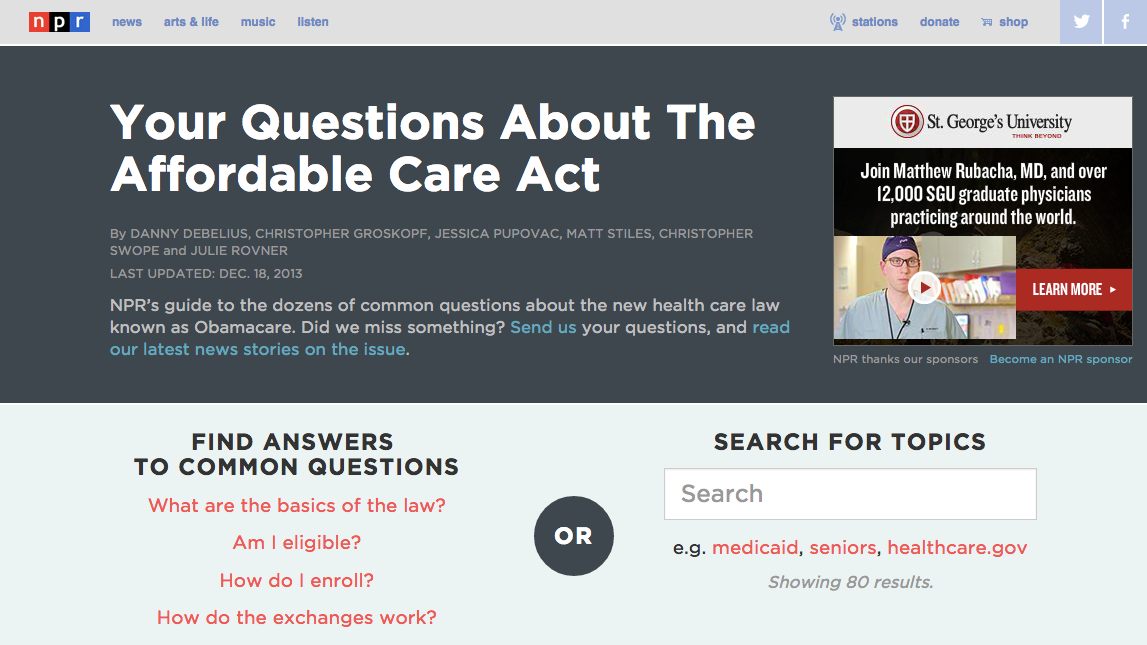 npr news arts & life music listen stations donate shop
Your Questions About The
Affordable Care Act
By DANNY DEBELIUS, CHRISTOPHER GROSKOPF, JESSICA PUPOVAC, MATT STILES, CHRISTOPHER
SWOPE and JULIE ROVNER
LAST UPDATED: DEC. 18, 2013
NPR's guide to the dozens of common questions about the new health care law
known as Obamacare. Did we miss something? Send us your questions, and read
our latest news stories on the issue.
St. George's University
THINK BEYOND
Join Matthew Rubacha, MD, and over
12,000 SGU graduate physicians
practicing around the world.
LEARN MORE
NPR thanks our sponsors Become an NPR sponsor
FIND ANSWERS
TO COMMON QUESTIONS
What are the basics of the law?
Am I eligible?
How do I enroll?
How do the exchanges work?
OR
SEARCH FOR TOPICS
Search
e.g. medicaid, seniors, healthcare.gov
Showing 80 results.